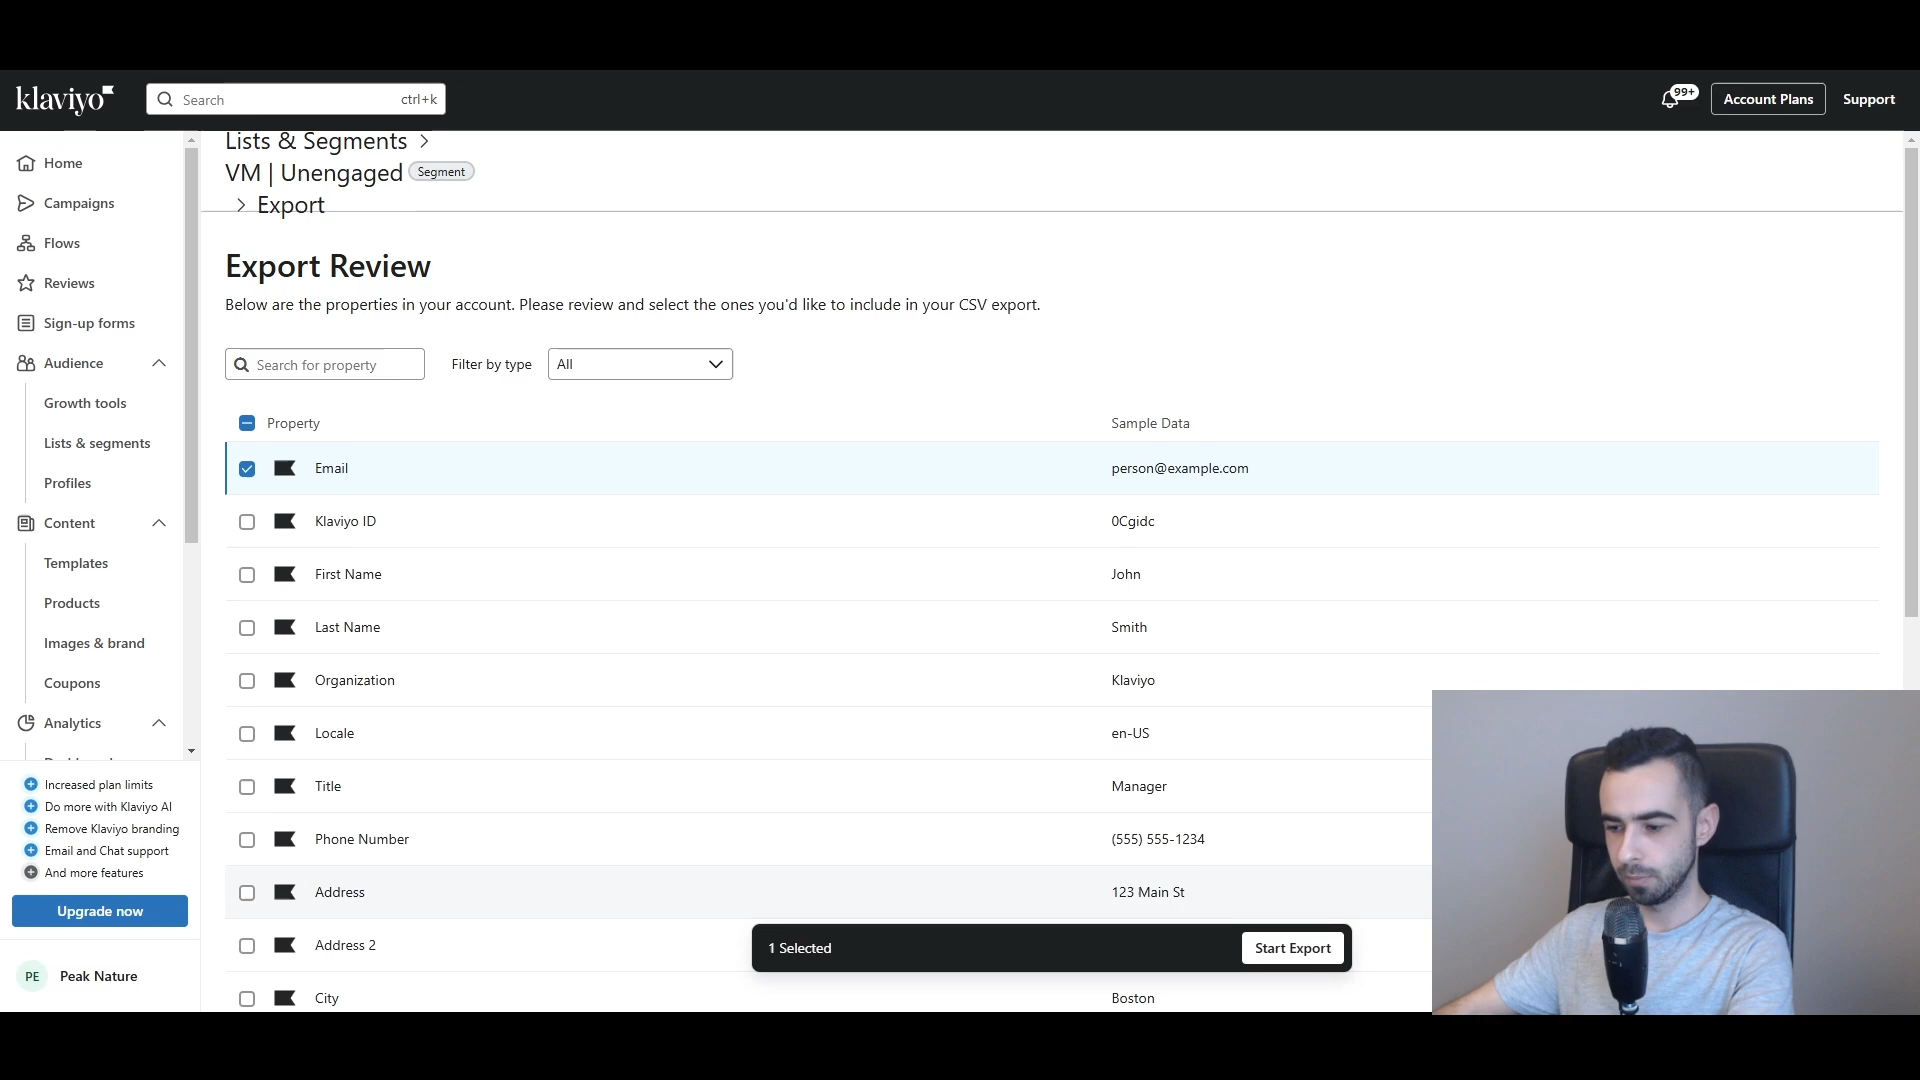 klaviyo
Search ctrl+k
99+
Account Plans
Support
Home
Campaigns
Flows
Reviews
Sign-up forms
Audience
Growth tools
Lists & segments
Profiles
Content
Templates
Products
Images & brand
Coupons
Analytics
Increased plan limits
Do more with Klaviyo AI
Remove Klaviyo branding
Email and Chat support
And more features
Upgrade now
PE Peak Nature
Lists & Segments >
VM | Unengaged Segment
> Export
Export Review
Below are the properties in your account. Please review and select the ones you'd like to include in your CSV export.
Search for property Filter by type All
Property Sample Data
Email person@example.com
Klaviyo ID 0Cgidc
First Name John
Last Name Smith
Organization Klaviyo
Locale en-US
Title Manager
Phone Number (555) 555-1234
Address 123 Main St
Address 2
1 Selected Start Export
City Boston